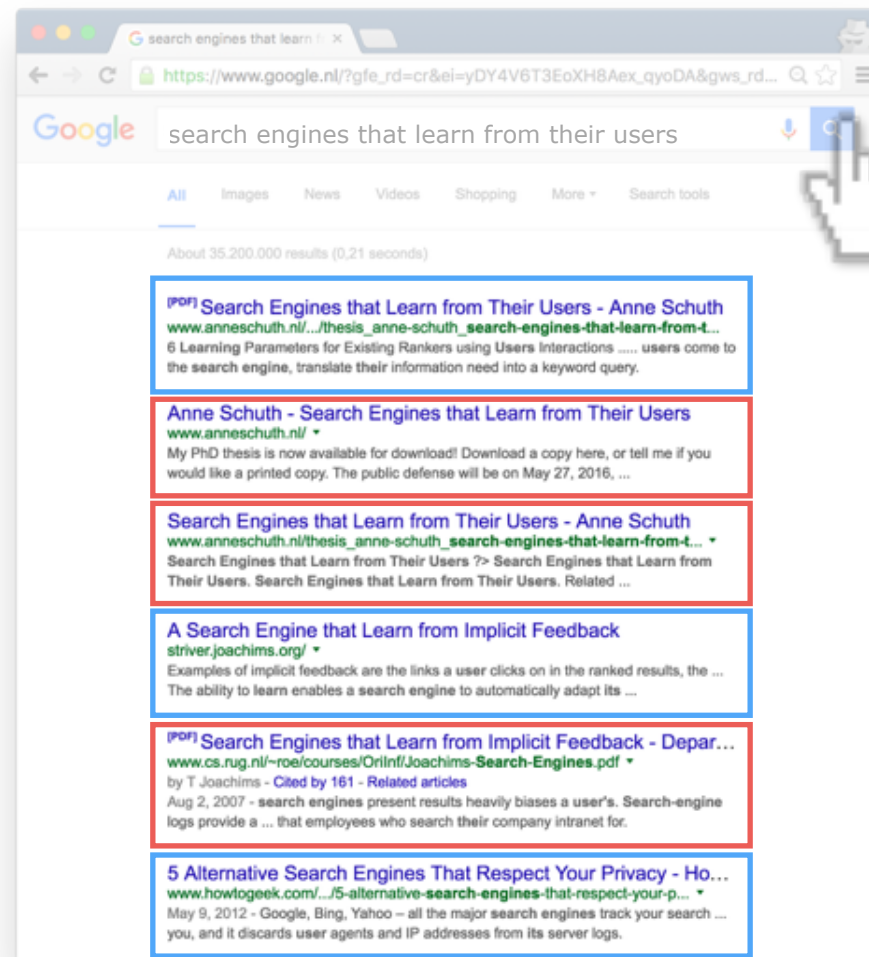 search engines that learn f
https://www.google.nl/?gfe_rd=cr&ei=yDY4V6T3EoXH8Aex_qyoDA&gws_rd...
Google
search engines that learn from their users
All Images News Videos Shopping More Search tools
About 35.200.000 results (0,21 seconds)
[PDF] Search Engines that Learn from Their Users - Anne Schuth
www.anneschuth.nl/.../thesis_anne-schuth_search-engines-that-learn-from-t...
6 Learning Parameters for Existing Rankers using Users Interactions ..... users come to
the search engine, translate their information need into a keyword query.
Anne Schuth - Search Engines that Learn from Their Users
www.anneschuth.nl/
My PhD thesis is now available for download! Download a copy here, or tell me if you
would like a printed copy. The public defense will be on May 27, 2016, ...
Search Engines that Learn from Their Users - Anne Schuth
www.anneschuth.nl/thesis_anne-schuth_search-engines-that-learn-from-t...
Search Engines that Learn from Their Users ?> Search Engines that Learn from
Their Users. Search Engines that Learn from Their Users. Related ...
A Search Engine that Learn from Implicit Feedback
striver.joachims.org/
Examples of implicit feedback are the links a user clicks on in the ranked results, the ...
The ability to learn enables a search engine to automatically adapt its ...
[PDF] Search Engines that Learn from Implicit Feedback - Depar...
www.cs.rug.nl/~roe/courses/OriInf/Joachims-Search-Engines.pdf
by T Joachims - Cited by 161 - Related articles
Aug 2, 2007 - search engines present results heavily biases a user's. Search-engine
logs provide a ... that employees who search their company intranet for.
5 Alternative Search Engines That Respect Your Privacy - Ho...
www.howtogeek.com/.../5-alternative-search-engines-that-respect-your-p...
May 9, 2012 - Google, Bing, Yahoo – all the major search engines track your search ...
you, and it discards user agents and IP addresses from its server logs.